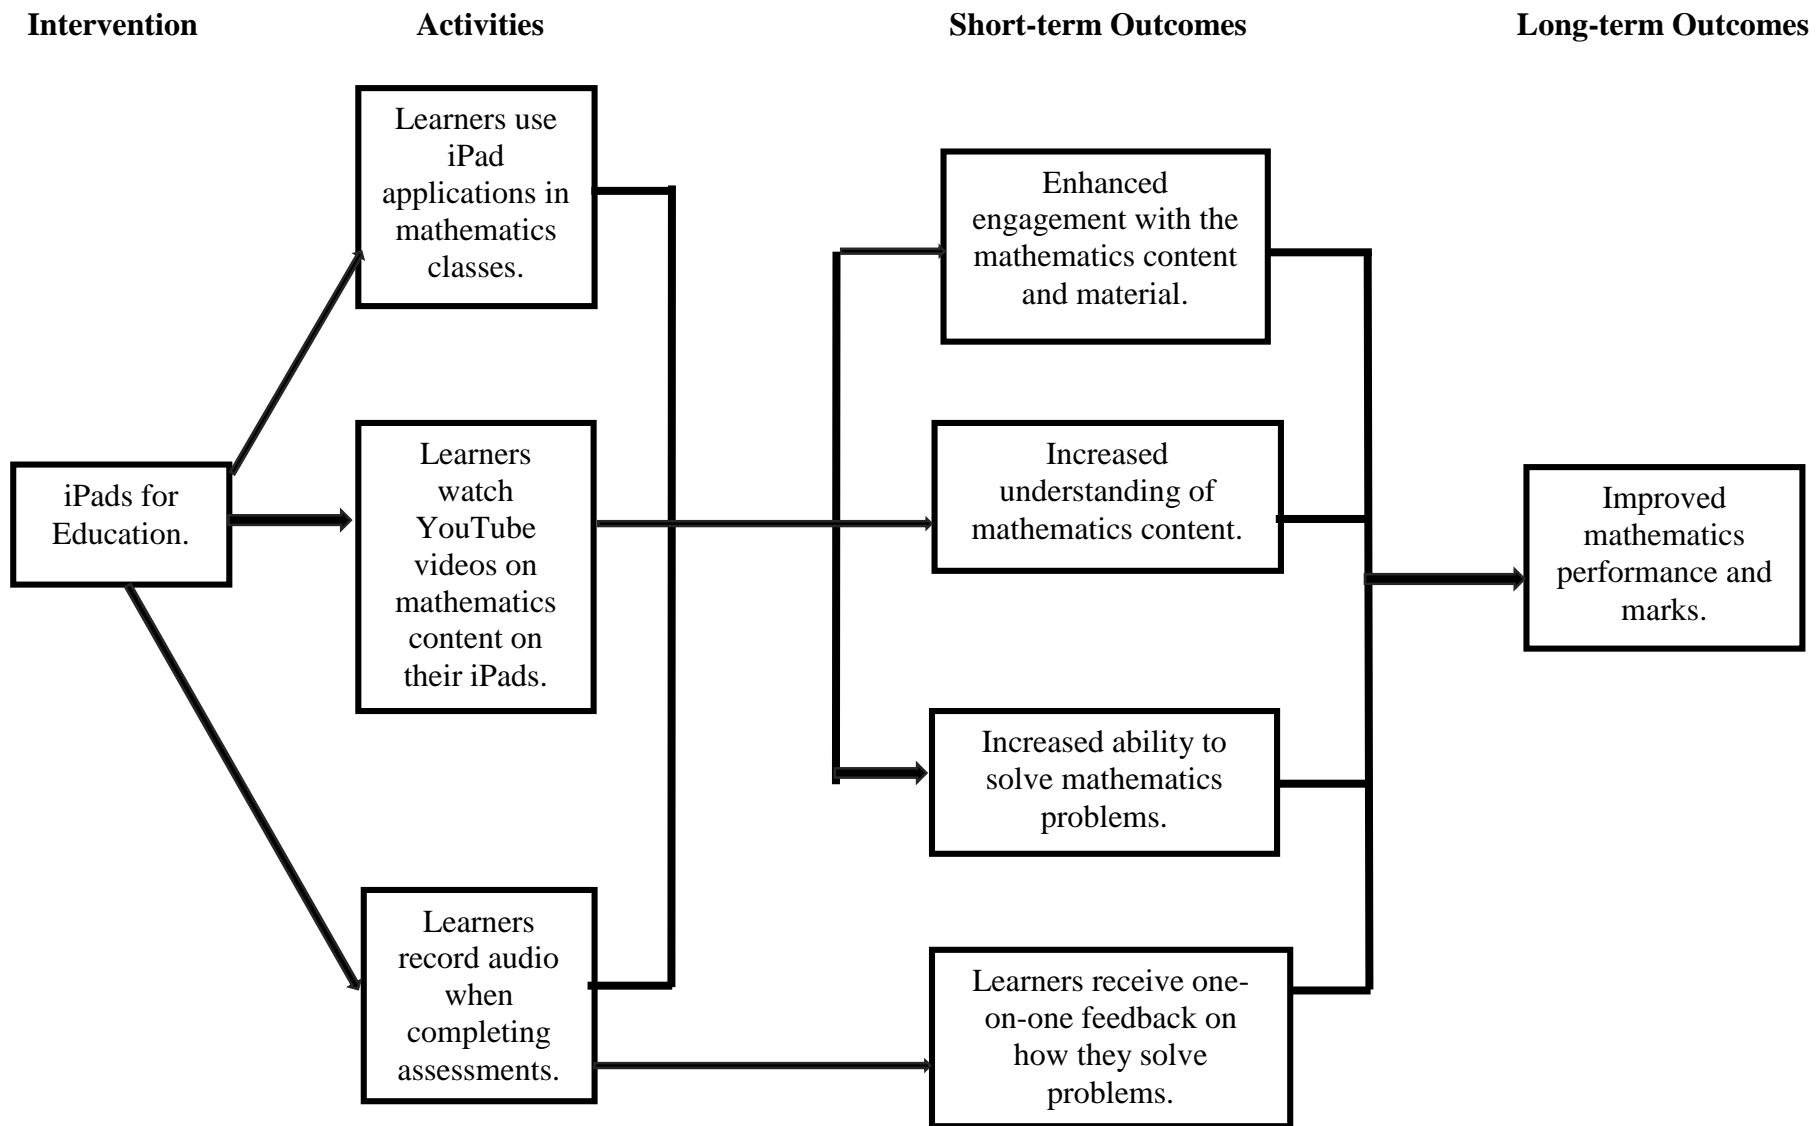 Intervention
Activities
Short-term Outcomes
Long-term Outcomes
iPads for
Education.
Learners use
iPad
applications in
mathematics
classes.
Learners
watch
YouTube
videos on
mathematics
content on
their iPads.
Learners
record audio
when
completing
assessments.
Enhanced
engagement with the
mathematics content
and material.
Increased
understanding of
mathematics content.
Increased ability to
solve mathematics
problems.
Learners receive one-
on-one feedback on
how they solve
problems.
Improved
mathematics
performance and
marks.